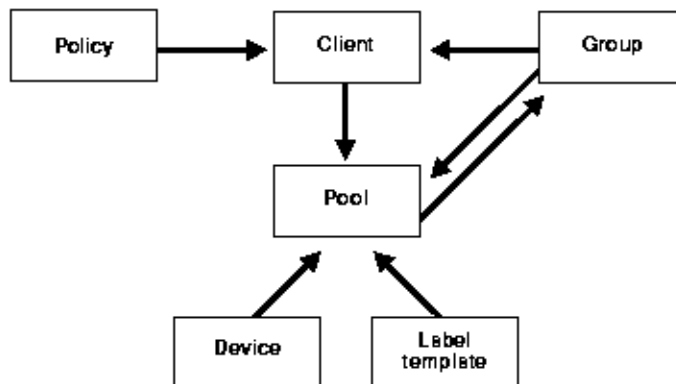 Policy
Client
Group
Pool
Device
Label
template